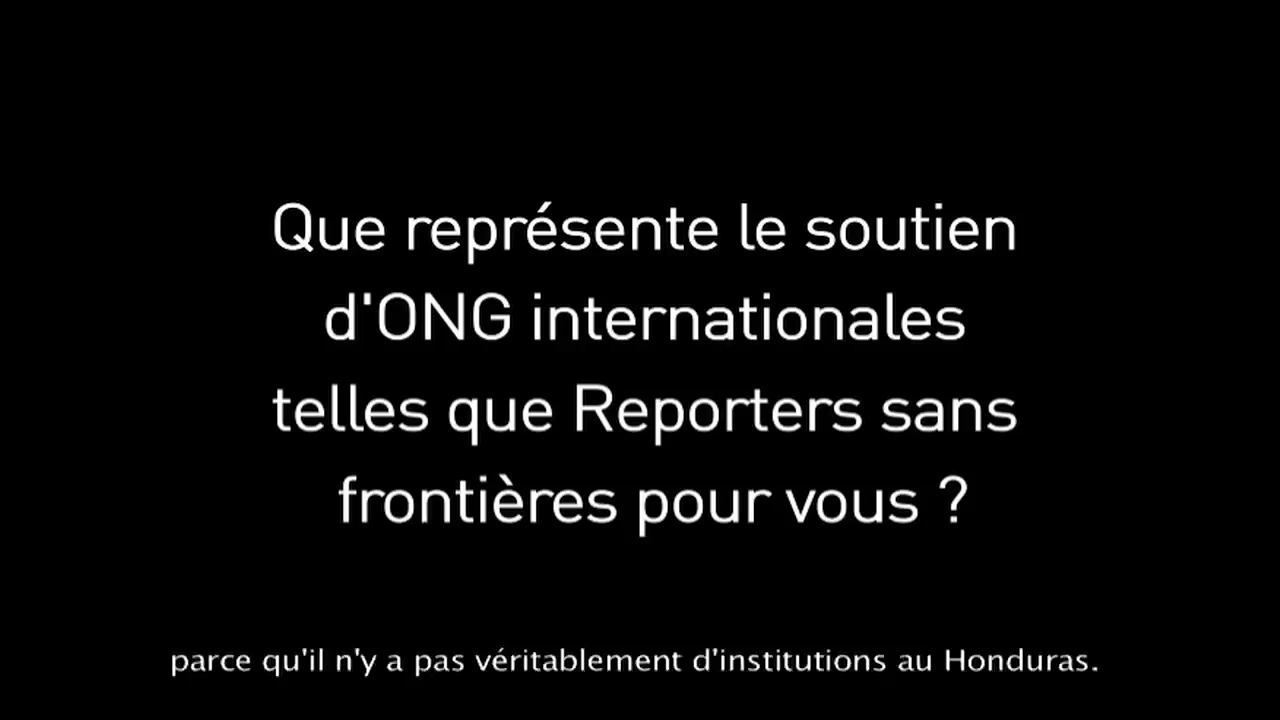 Que représente le soutien
d'ONG internationales
telles que Reporters sans
frontières pour vous ?
parce qu'il n'y a pas véritablement d'institutions au Honduras.